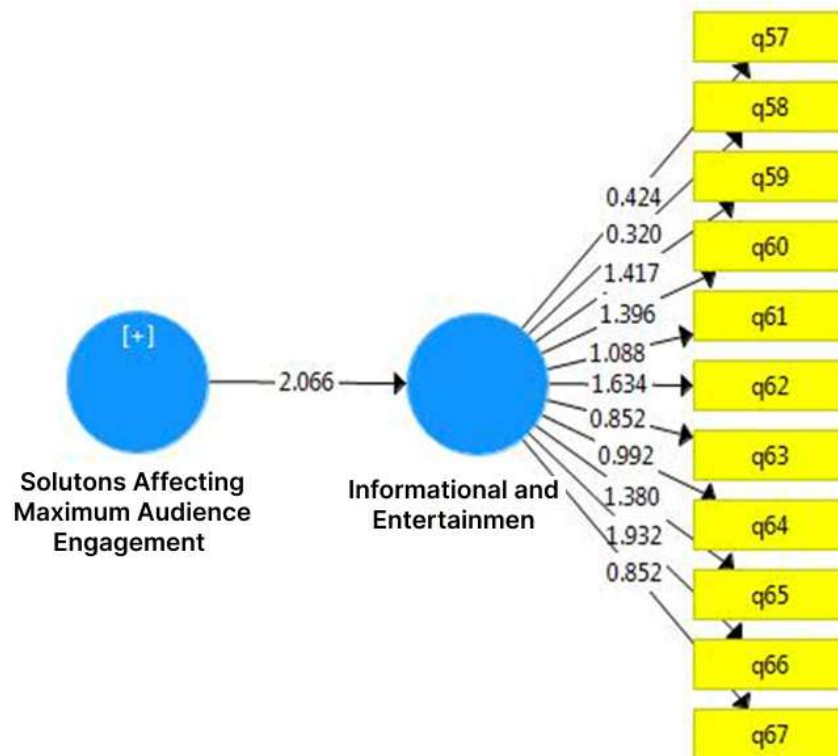 q57
q58
q59
q60
q61
q62
q63
q64
q65
q66
q67
0.424
0.320
1.417
1.396
1.088
1.634
0.852
0.992
1.380
1.932
0.852
[+]
2.066
Solutons Affecting
Maximum Audience
Engagement
Informational and
Entertainmen